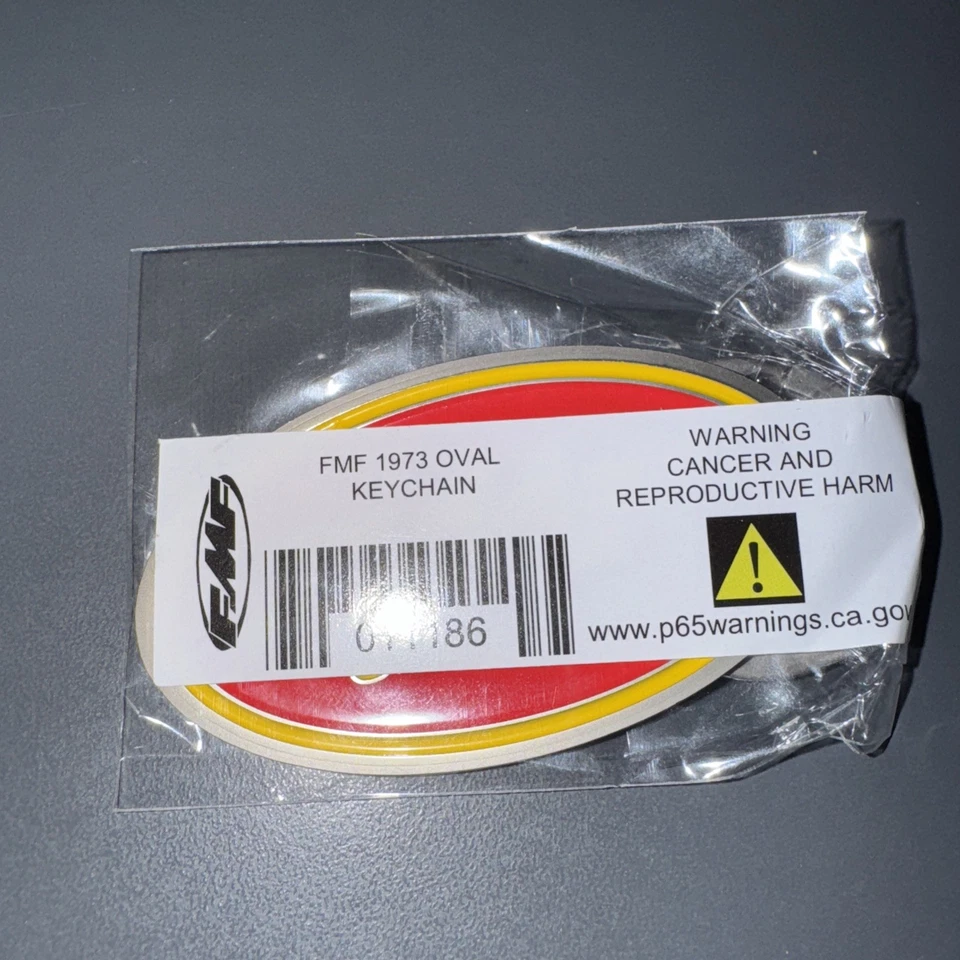 FMF
FMF 1973 OVAL
KEYCHAIN
WARNING
CANCER AND
REPRODUCTIVE HARM
www.p65warnings.ca.gov